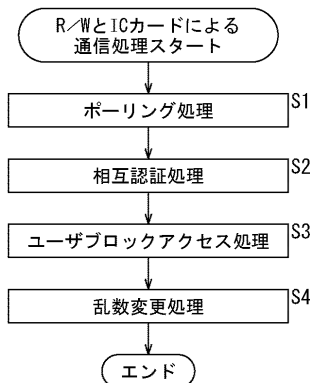 R/WとICカードによる
通信処理スタート
ポーリング処理
S1
相互認証処理
S2
ユーザブロックアクセス処理
S3
乱数変更処理
S4
エンド